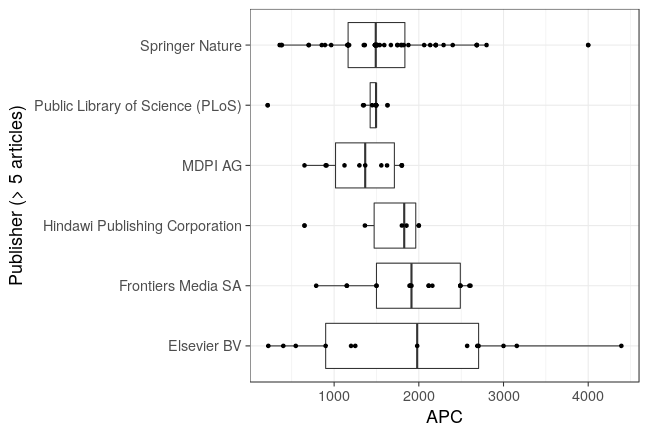 Publisher (> 5 articles)
Springer Nature
Public Library of Science (PLoS)
MDPI AG
Hindawi Publishing Corporation
Frontiers Media SA
Elsevier BV
1000 2000 3000 4000
APC